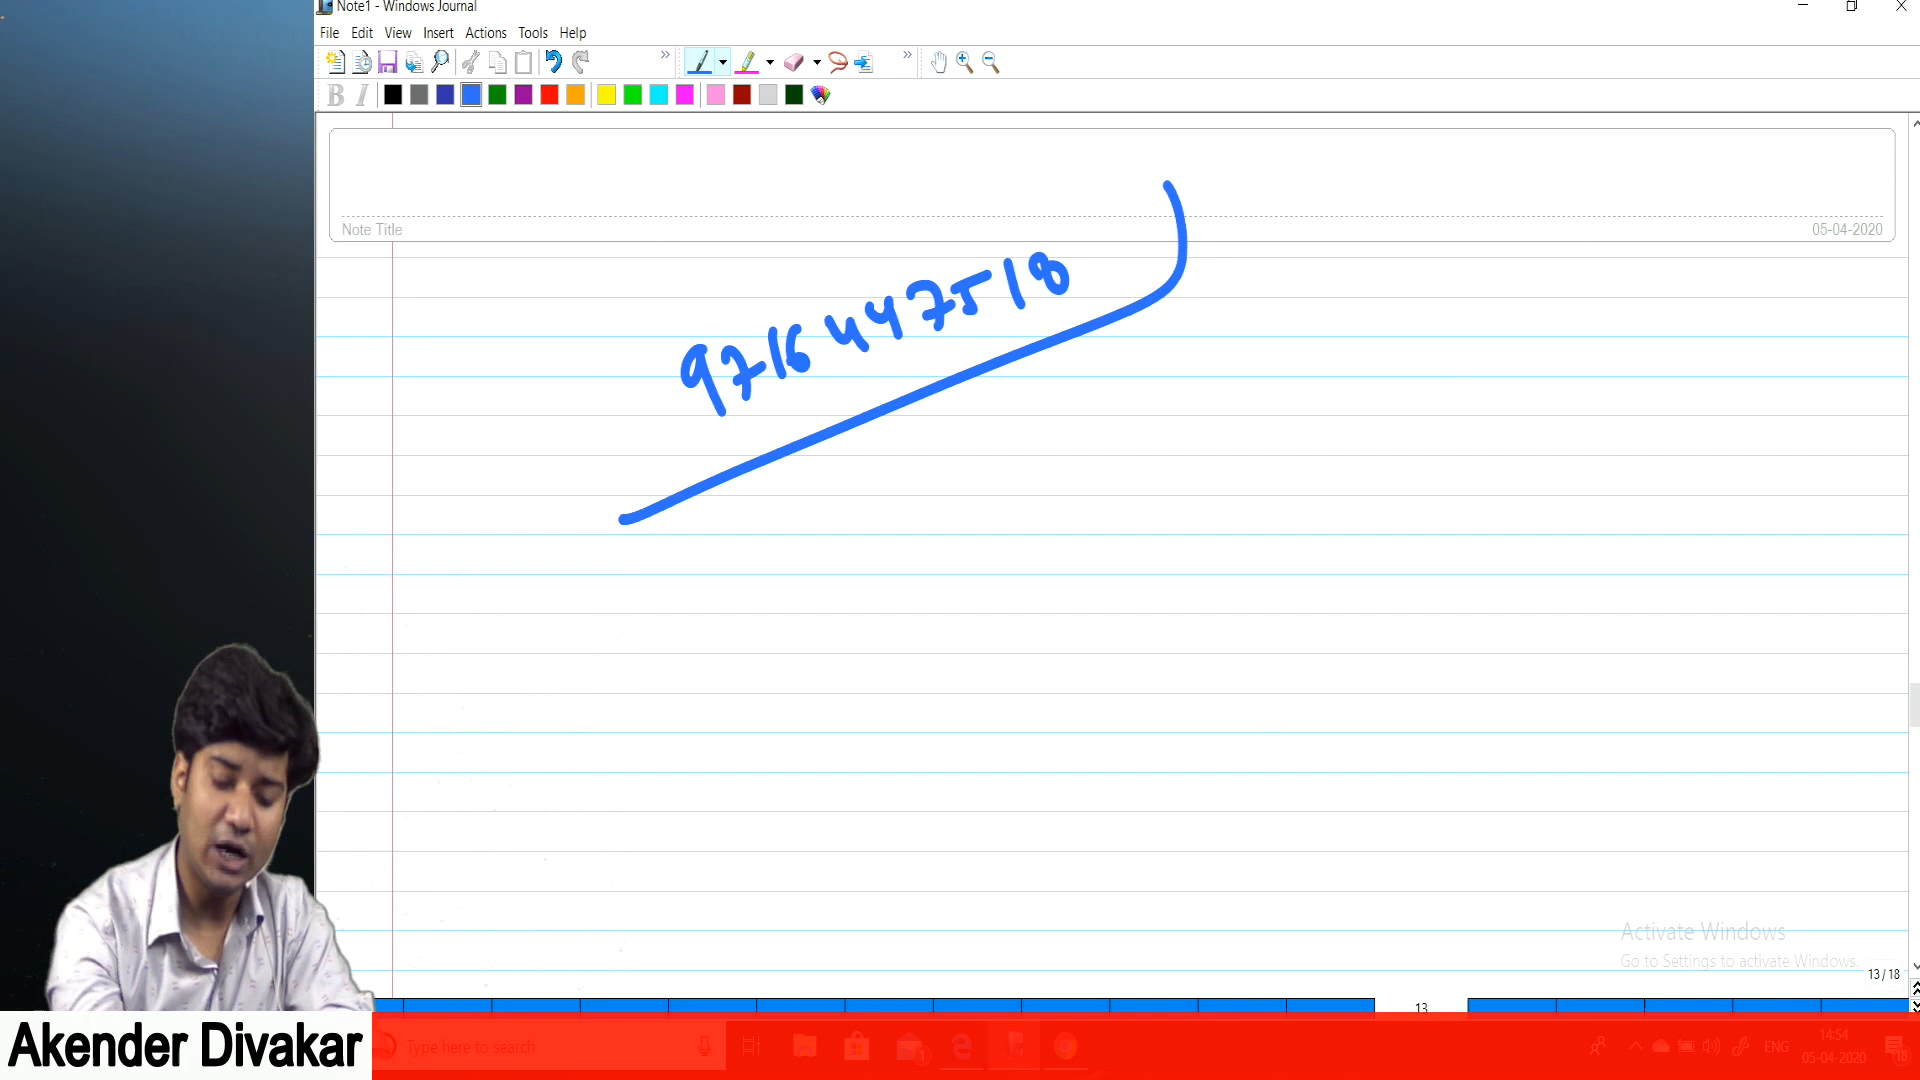 Note1 - Windows Journal
File Edit View Insert Actions Tools Help
B I
Note Title
05-04-2020
9716447518
Activate Windows
Go to Settings to activate Windows.
13 / 18
13
Akender Divakar
Type here to search
1
ENG
14:54
05-04-2020
18